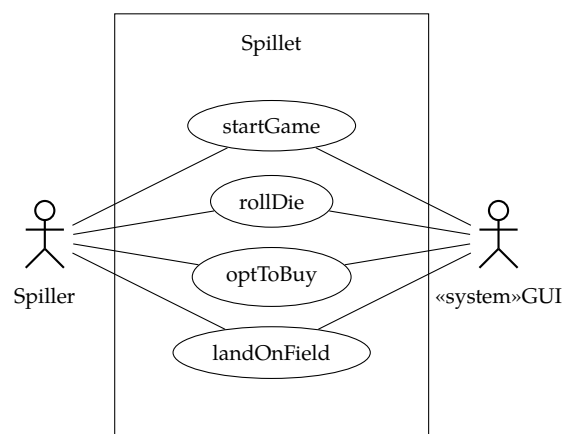 Spillet
startGame
rollDie
optToBuy
landOnField
Spiller
«system»GUI